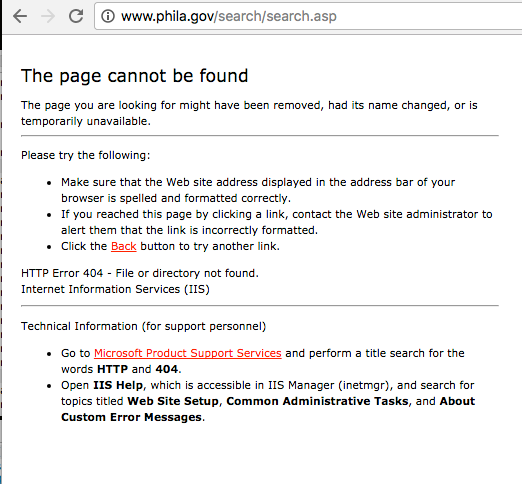 www.phila.gov/search/search.asp
The page cannot be found
The page you are looking for might have been removed, had its name changed, or is
temporarily unavailable.
Please try the following:
• Make sure that the Web site address displayed in the address bar of your
browser is spelled and formatted correctly.
• If you reached this page by clicking a link, contact the Web site administrator to
alert them that the link is incorrectly formatted.
• Click the Back button to try another link.
HTTP Error 404 - File or directory not found.
Internet Information Services (IIS)
Technical Information (for support personnel)
• Go to Microsoft Product Support Services and perform a title search for the
words HTTP and 404.
• Open IIS Help, which is accessible in IIS Manager (inetmgr), and search for
topics titled Web Site Setup, Common Administrative Tasks, and About
Custom Error Messages.